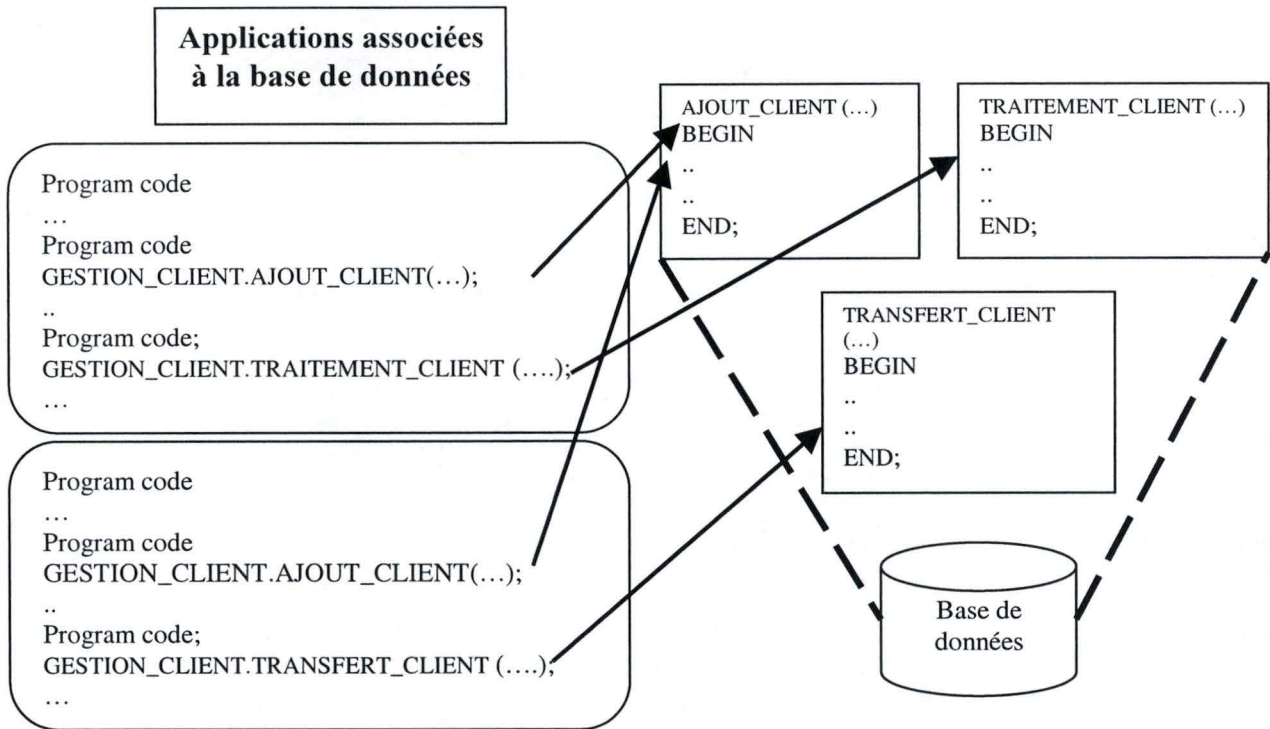 Applications associées
à la base de données
Program code
...
Program code
GESTION_CLIENT.AJOUT_CLIENT(...);
..
Program code;
GESTION_CLIENT.TRAITEMENT_CLIENT (....);
...
Program code
...
Program code
GESTION_CLIENT.AJOUT_CLIENT(...);
..
Program code;
GESTION_CLIENT.TRANSFERT_CLIENT (....);
...
AJOUT_CLIENT (...)
BEGIN
..
..
END;
TRAITEMENT_CLIENT (...)
BEGIN
..
..
END;
TRANSFERT_CLIENT
(...)
BEGIN
..
..
END;
Base de
données